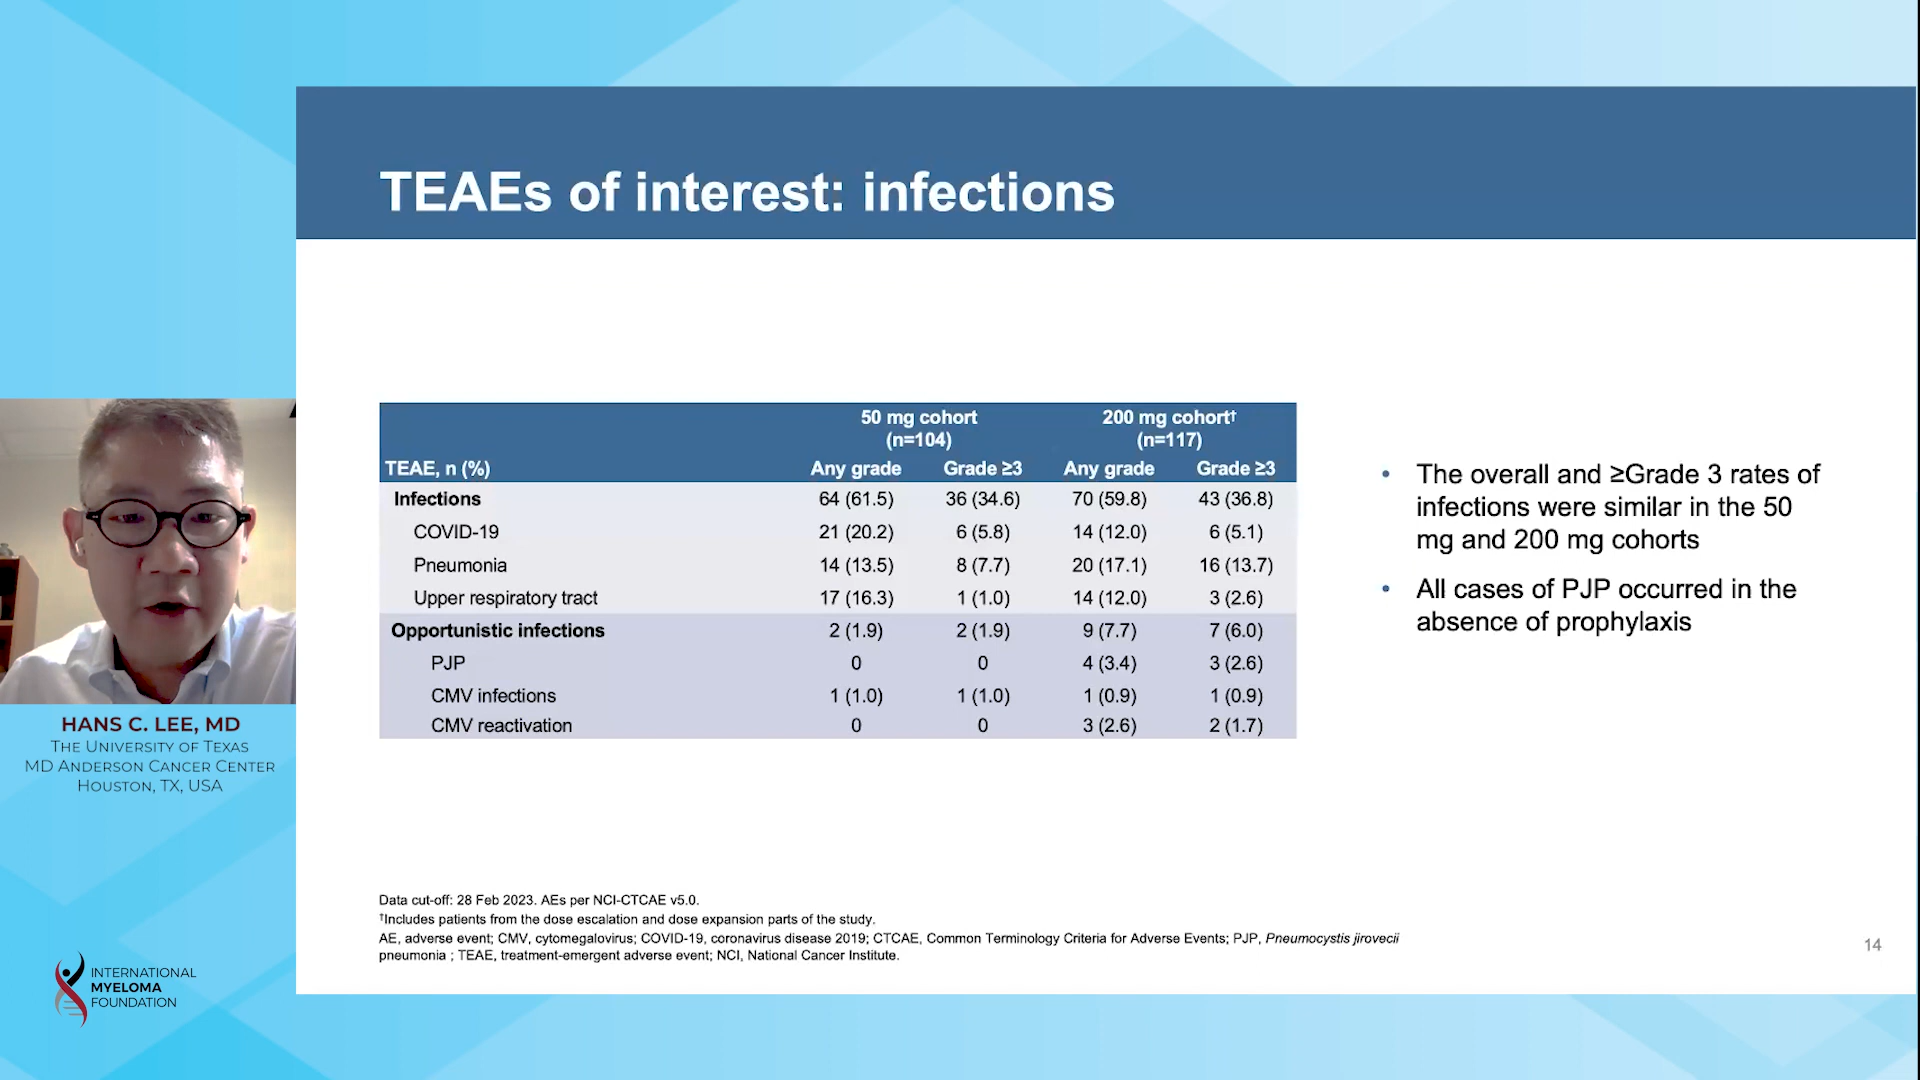 TEAEs of interest: infections
50 mg cohort 200 mg cohort†
(n=104) (n=117)
TEAE, n (%) Any grade Grade ≥3 Any grade Grade ≥3
Infections 64 (61.5) 36 (34.6) 70 (59.8) 43 (36.8)
COVID-19 21 (20.2) 6 (5.8) 14 (12.0) 6 (5.1)
Pneumonia 14 (13.5) 8 (7.7) 20 (17.1) 16 (13.7)
Upper respiratory tract 17 (16.3) 1 (1.0) 14 (12.0) 3 (2.6)
Opportunistic infections 2 (1.9) 2 (1.9) 9 (7.7) 7 (6.0)
PJP 0 0 4 (3.4) 3 (2.6)
CMV infections 1 (1.0) 1 (1.0) 1 (0.9) 1 (0.9)
CMV reactivation 0 0 3 (2.6) 2 (1.7)
• The overall and ≥Grade 3 rates of
infections were similar in the 50
mg and 200 mg cohorts
• All cases of PJP occurred in the
absence of prophylaxis
HANS C. LEE, MD
THE UNIVERSITY OF TEXAS
MD ANDERSON CANCER CENTER
HOUSTON, TX, USA
Data cut-off: 28 Feb 2023. AEs per NCI-CTCAE v5.0.
†Includes patients from the dose escalation and dose expansion parts of the study.
AE, adverse event; CMV, cytomegalovirus; COVID-19, coronavirus disease 2019; CTCAE, Common Terminology Criteria for Adverse Events; PJP, Pneumocystis jirovecii
pneumonia ; TEAE, treatment-emergent adverse event; NCI, National Cancer Institute.
14
INTERNATIONAL
MYELOMA
FOUNDATION